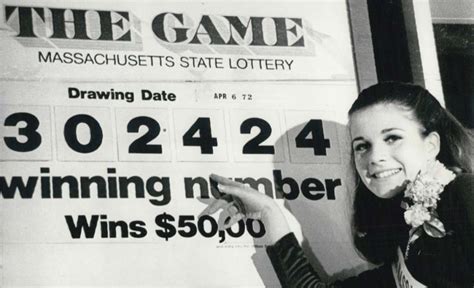 THE GAME
MASSACHUSETTS STATE LOTTERY
Drawing Date APR 6 72
302424
winning number
Wins $50,00